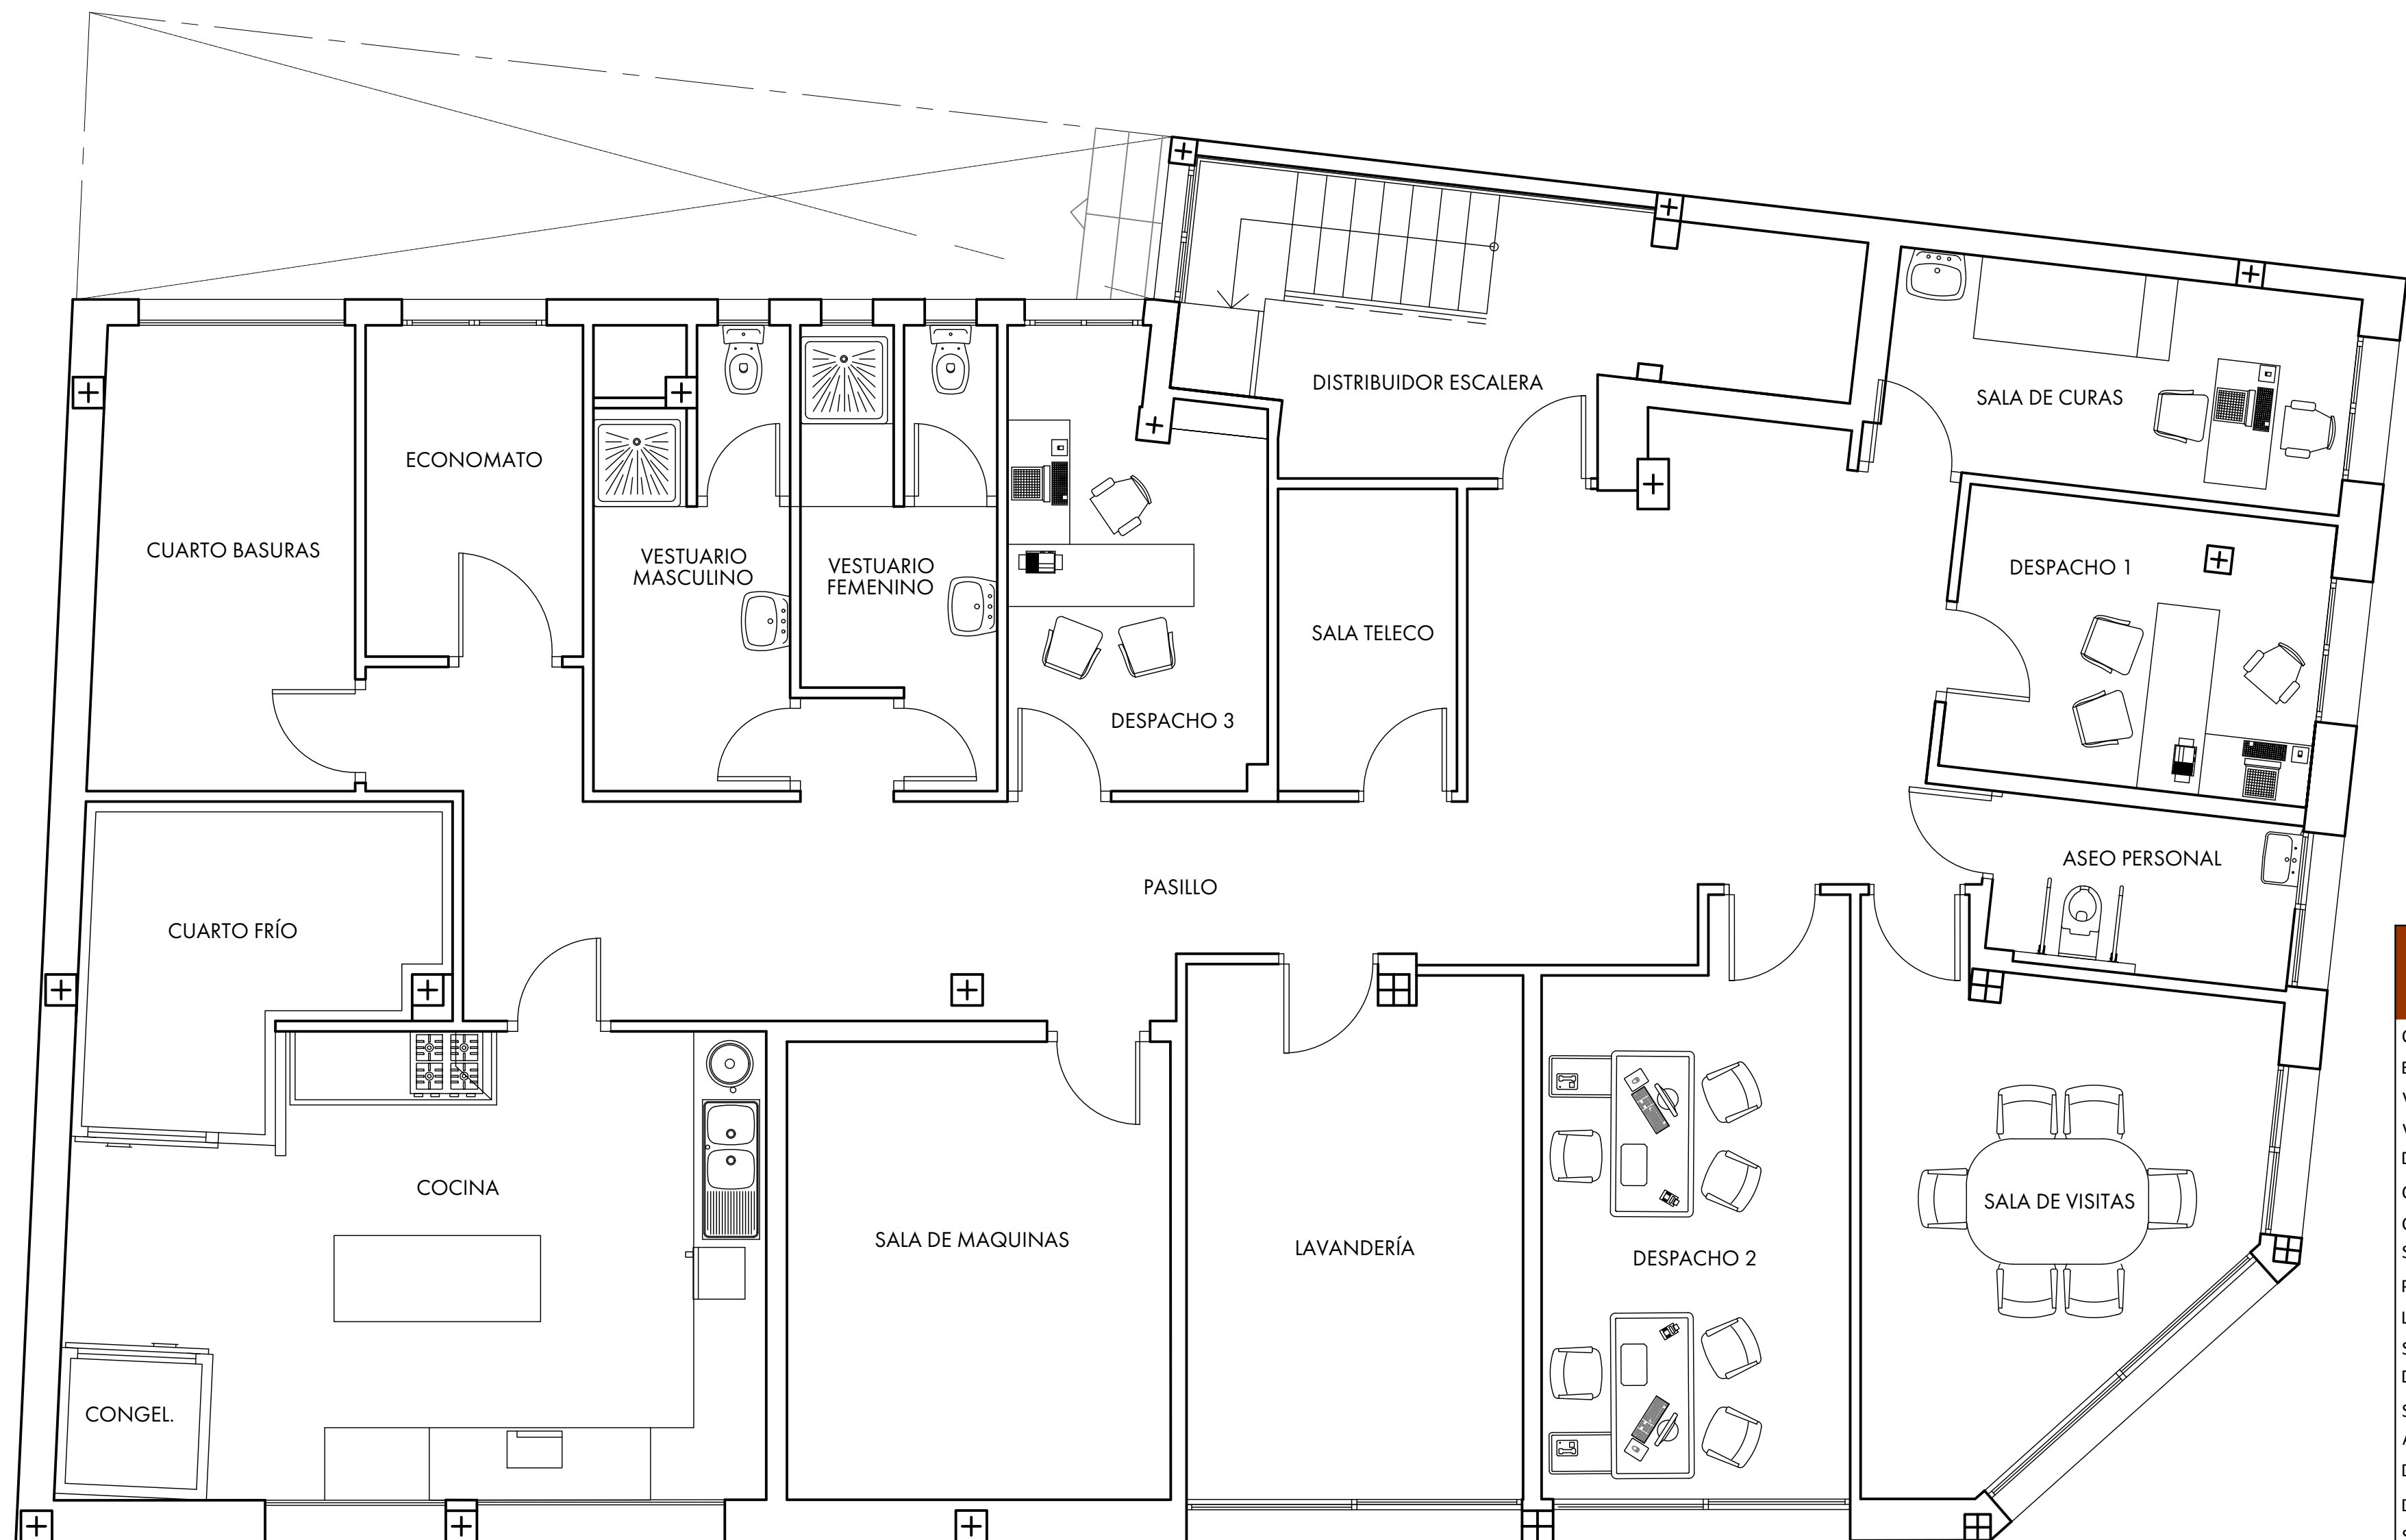 DISTRIBUIDOR ESCALERA
SALA DE CURAS
ECONOMATO
CUARTO BASURAS
VESTUARIO
MASCULINO
VESTUARIO
FEMENINO
DESPACHO 1
SALA TELECO
DESPACHO 3
ASEO PERSONAL
PASILLO
CUARTO FRÍO
COCINA
SALA DE VISITAS
SALA DE MAQUINAS
LAVANDERÍA
DESPACHO 2
CONGEL.